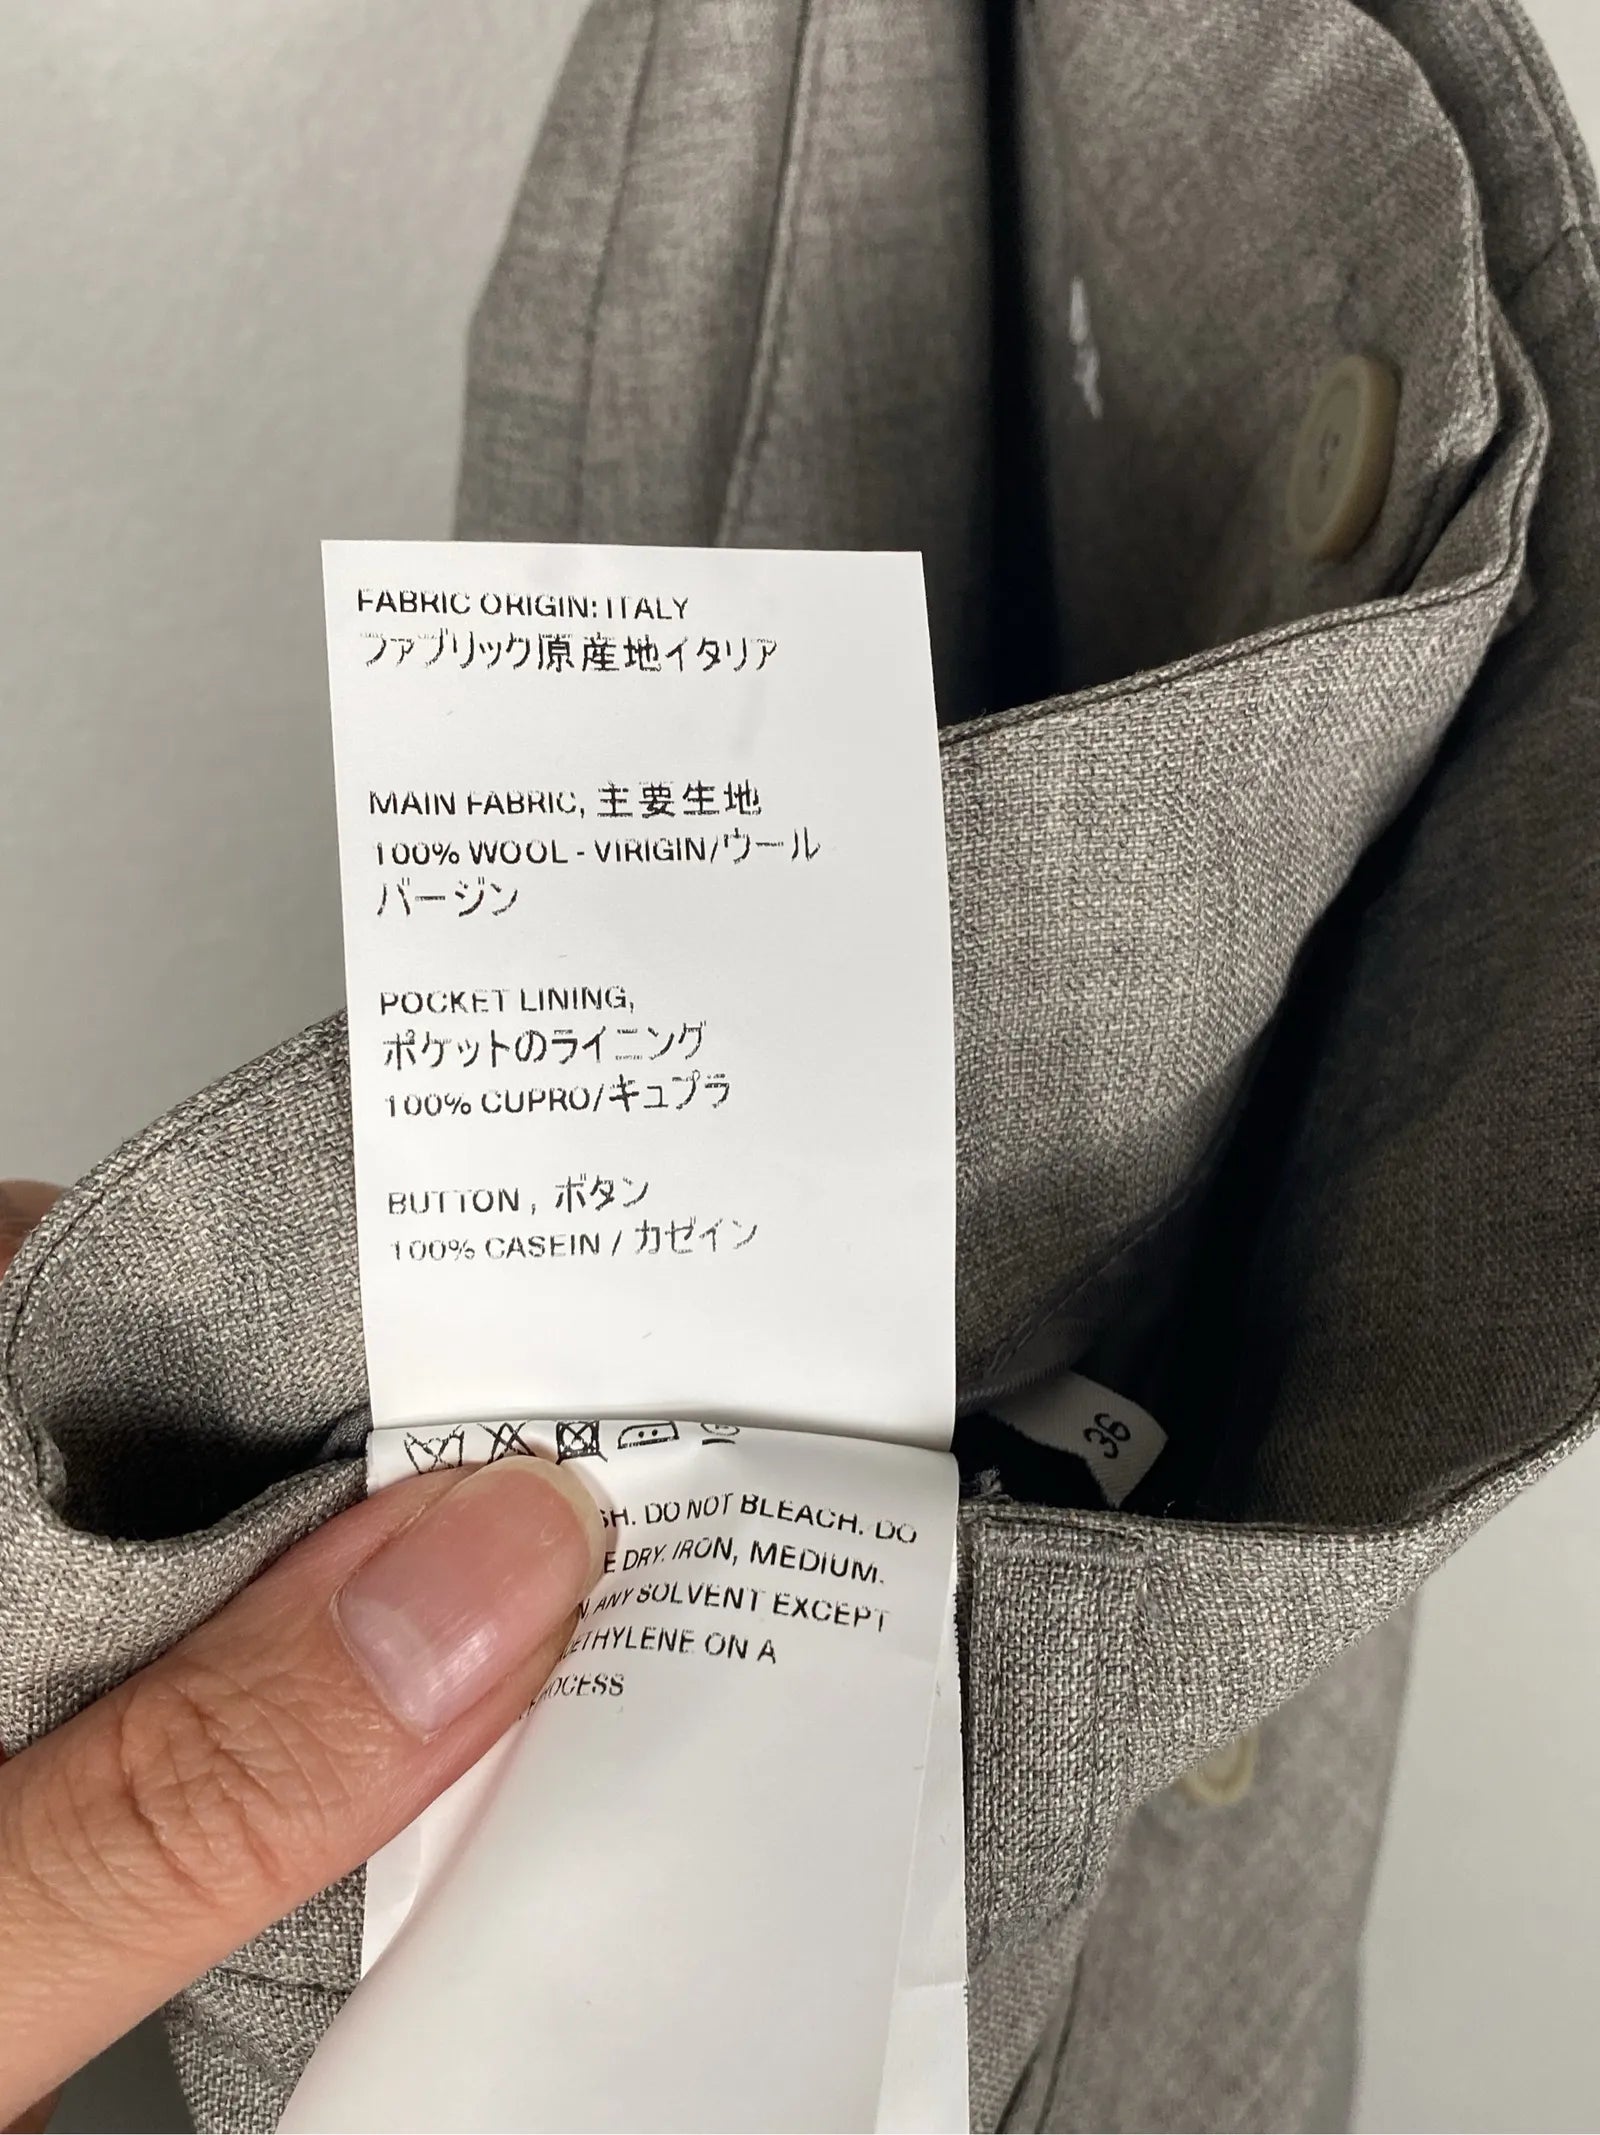 FABRIC ORIGIN: ITALY
ファブリック原産地イタリア
MAIN FABRIC, 主要生地
100% WOOL - VIRIGIN/ウール
バージン
POCKET LINING,
ポケットのライニング
100% CUPRO/キュプラ
BUTTON , ボタン
100% CASEIN / カゼイン
36
DO NOT BLEACH. DO
DRY. IRON, MEDIUM.
ANY SOLVENT EXCEPT
ON A